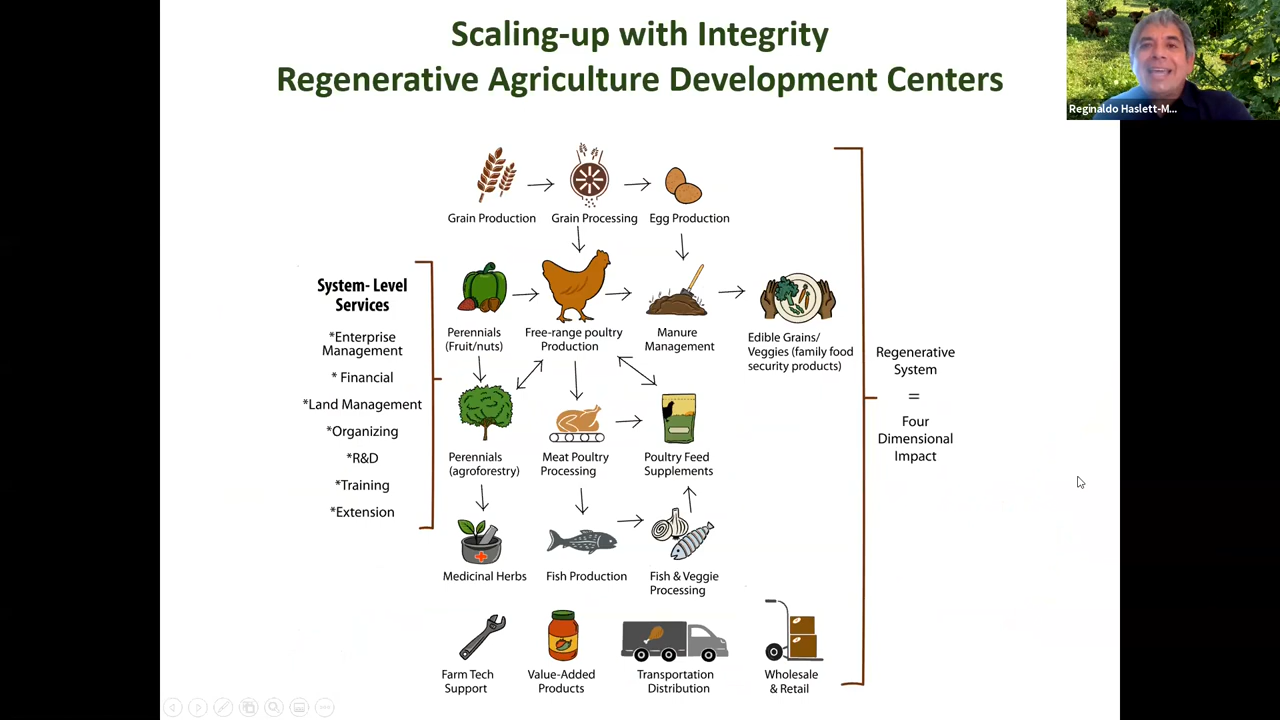 Scaling-up with Integrity
Regenerative Agriculture Development Centers
Reginaldo Haslett-M...
Grain Production
Grain Processing
Egg Production
System- Level
Services
*Enterprise
Management
* Financial
*Land Management
*Organizing
*R&D
*Training
*Extension
Perennials
(Fruit/nuts)
Free-range poultry
Production
Manure
Management
Edible Grains/
Veggies (family food
security products)
Regenerative
System
=
Four
Dimensional
Impact
Perennials
(agroforestry)
Meat Poultry
Processing
Poultry Feed
Supplements
Medicinal Herbs
Fish Production
Fish & Veggie
Processing
Farm Tech
Support
Value-Added
Products
Transportation
Distribution
Wholesale
& Retail